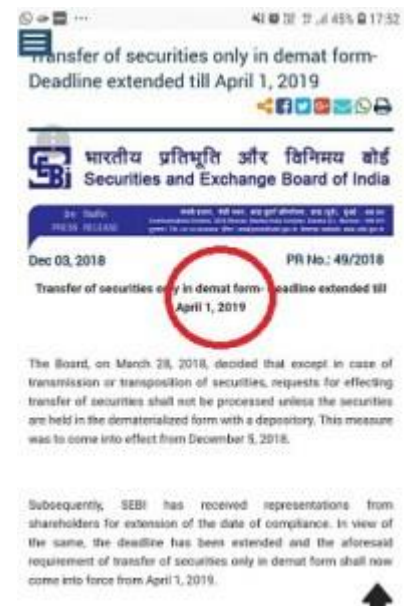 45% 17:52
Transfer of securities only in demat form-
Deadline extended till April 1, 2019
भारतीय प्रतिभूति और विनिमय बोर्ड
Securities and Exchange Board of India
PRESS RELEASE
Dec 03, 2018 PR No.: 49/2018
Transfer of securities only in demat form- Deadline extended till
April 1, 2019
The Board, on March 28, 2018, decided that except in case of
transmission or transposition of securities, requests for effecting
transfer of securities shall not be processed unless the securities
are held in the dematerialized form with a depository. This measure
was to come into effect from December 5, 2018.
Subsequently, SEBI has received representations from
shareholders for extension of the date of compliance. In view of
the same, the deadline has been extended and the aforesaid
requirement of transfer of securities only in demat form shall now
come into force from April 1, 2019.